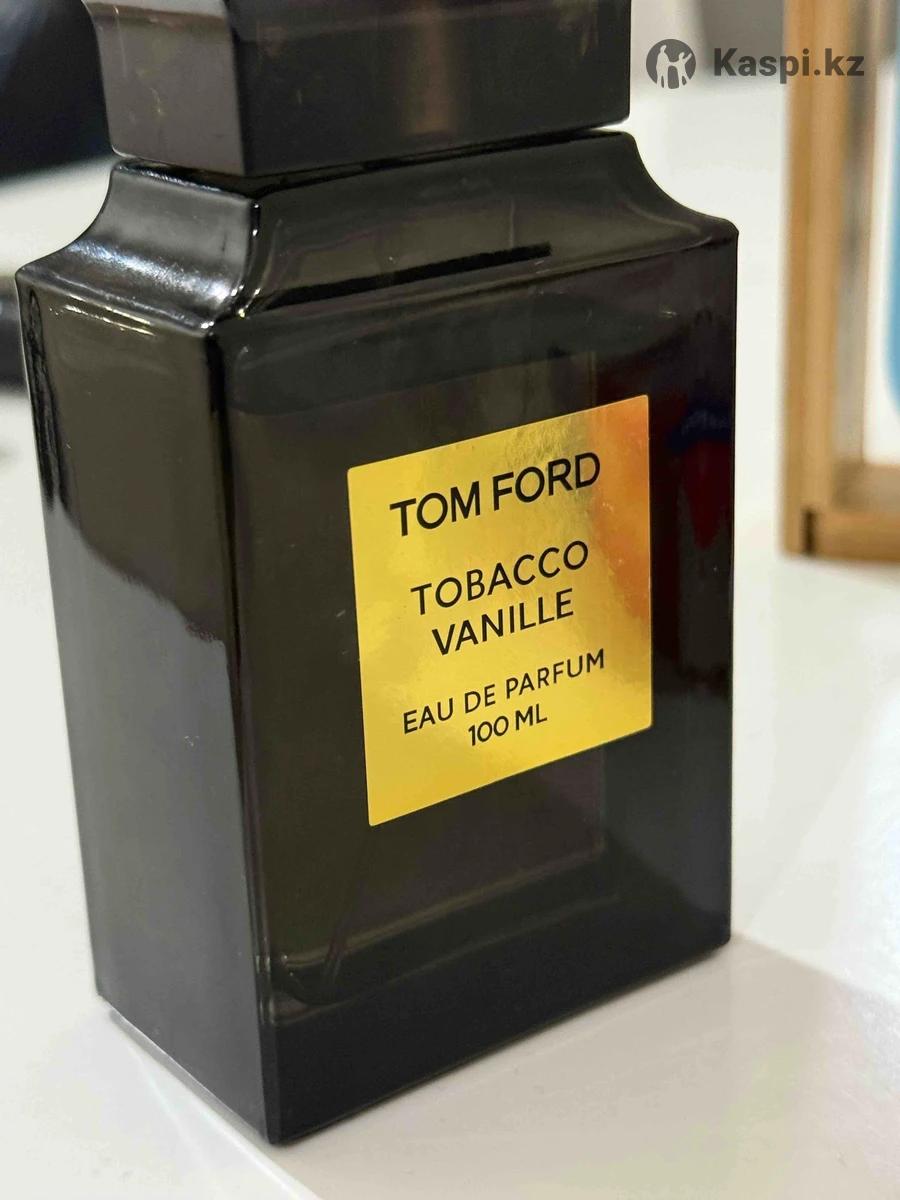 Kaspi.kz
TOM FORD
TOBACCO
VANILLE
EAU DE PARFUM
100 ML